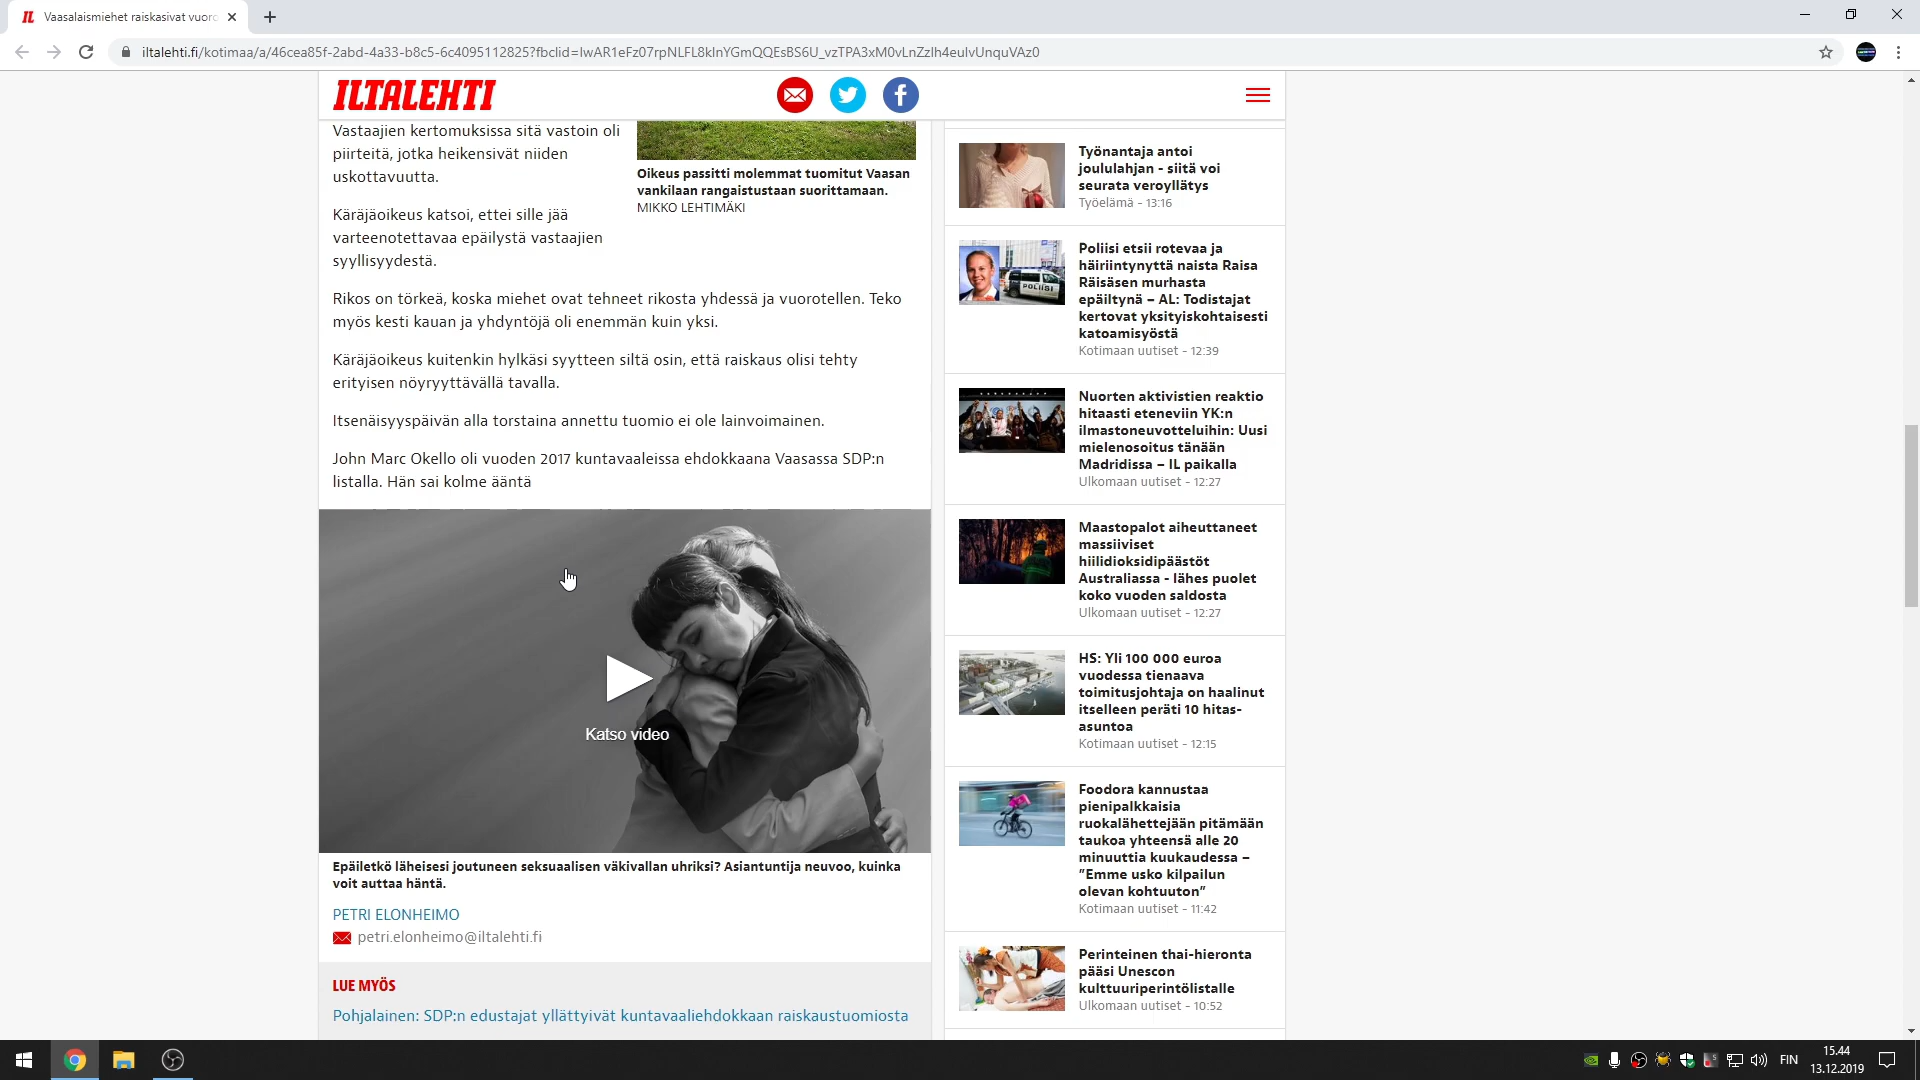 IL Vaasalaismiehet raiskasivat vuoro
iltalehti.fi/kotimaa/a/46cea85f-2abd-4a33-b8c5-6c4095112825?fbclid=IwAR1eFz07rpNLFL8kInYGmQQEsBS6U_vzTPA3xM0vLnZzIh4eulvUnquVAz0
ILTALEHTI
Vastaajien kertomuksissa sitä vastoin oli
piirteitä, jotka heikensivät niiden
uskottavuutta.
Käräjäoikeus katsoi, ettei sille jää
varteenotettavaa epäilystä vastaajien
syyllisyydestä.
Oikeus passitti molemmat tuomitut Vaasan
vankilaan rangaistustaan suorittamaan.
MIKKO LEHTIMÄKI
Rikos on törkeä, koska miehet ovat tehneet rikosta yhdessä ja vuorotellen. Teko
myös kesti kauan ja yhdyntöjä oli enemmän kuin yksi.
Käräjäoikeus kuitenkin hylkäsi syytteen siltä osin, että raiskaus olisi tehty
erityisen nöyryyttävällä tavalla.
Itsenäisyyspäivän alla torstaina annettu tuomio ei ole lainvoimainen.
John Marc Okello oli vuoden 2017 kuntavaaleissa ehdokkaana Vaasassa SDP:n
listalla. Hän sai kolme ääntä
Katso video
Epäiletkö läheisesi joutuneen seksuaalisen väkivallan uhriksi? Asiantuntija neuvoo, kuinka
voit auttaa häntä.
PETRI ELONHEIMO
petri.elonheimo@iltalehti.fi
LUE MYÖS
Pohjalainen: SDP:n edustajat yllättyivät kuntavaaliehdokkaan raiskaustuomiosta
Työnantaja antoi
joululahjan - siitä voi
seurata veroyllätys
Työelämä - 13:16
POLIISI
Poliisi etsii rotevaa ja
häiriintynyttä naista Raisa
Räisäsen murhasta
epäiltynä – AL: Todistajat
kertovat yksityiskohtaisesti
katoamisyöstä
Kotimaan uutiset - 12:39
Nuorten aktivistien reaktio
hitaasti eteneviin YK:n
ilmastoneuvotteluihin: Uusi
mielenosoitus tänään
Madridissa – IL paikalla
Ulkomaan uutiset - 12:27
Maastopalot aiheuttaneet
massiiviset
hiilidioksidipäästöt
Australiassa - lähes puolet
koko vuoden saldosta
Ulkomaan uutiset - 12:27
HS: Yli 100 000 euroa
vuodessa tienaava
toimitusjohtaja on haalinut
itselleen peräti 10 hitas-
asuntoa
Kotimaan uutiset - 12:15
Foodora kannustaa
pienipalkkaisia
ruokalähettejään pitämään
taukoa yhteensä alle 20
minuuttia kuukaudessa –
”Emme usko kilpailun
olevan kohtuuton”
Kotimaan uutiset - 11:42
Perinteinen thai-hieronta
pääsi Unescon
kulttuuriperintölistalle
Ulkomaan uutiset - 10:52
FIN
15.44
13.12.2019